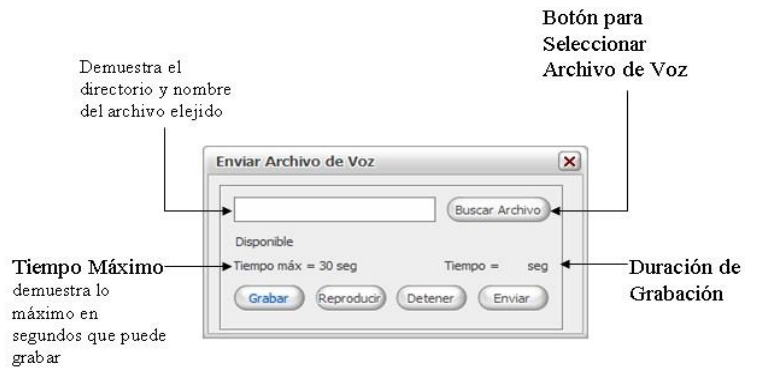 Botón para
Seleccionar
Archivo de Voz
Demuestra el
directorio y nombre
del archivo elejido
Enviar Archivo de Voz
Buscar Archivo
Disponible
Tiempo máx = 30 seg
Tiempo = seg
Grabar
Reproducir
Detener
Enviar
Tiempo Máximo
demuestra lo
máximo en
segundos que puede
grabar
Duración de
Grabación